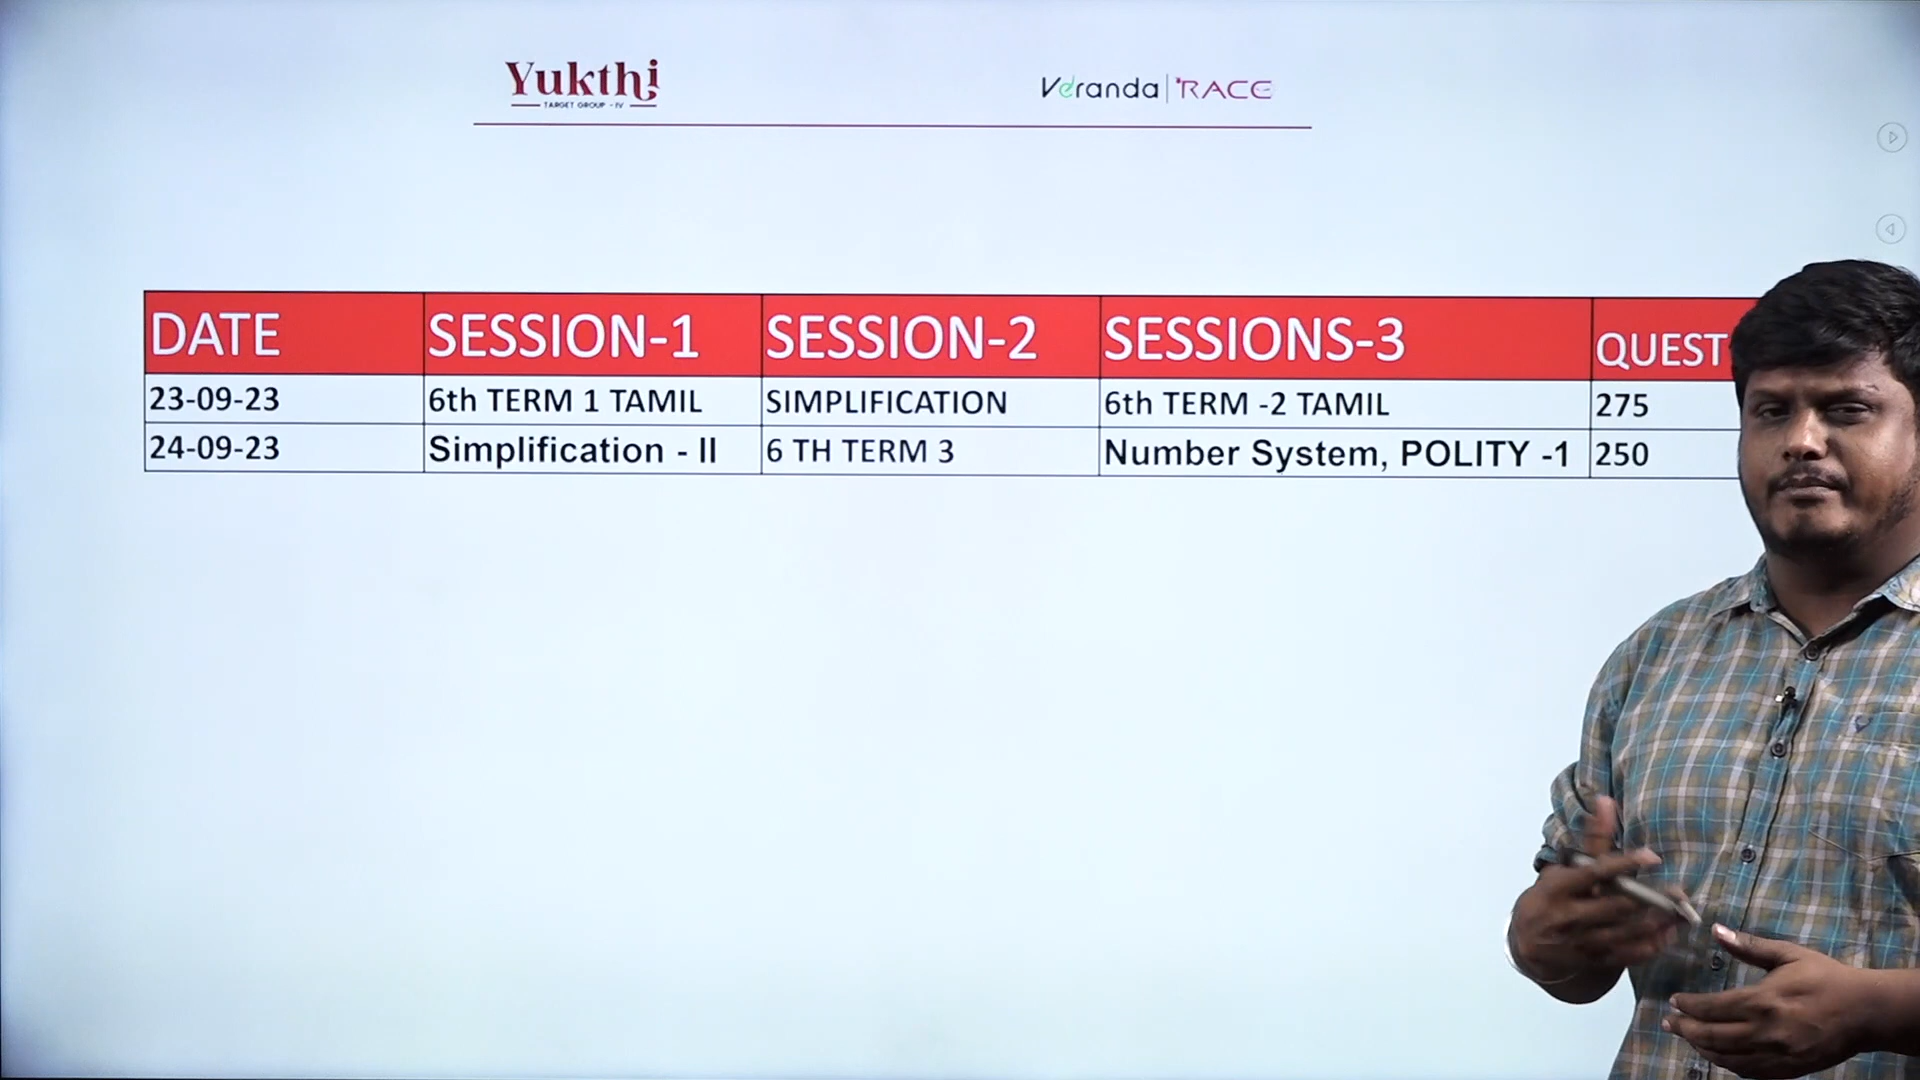 Yukthi
TARGET GROUP - IV
Veranda RACE
DATE SESSION-1 SESSION-2 SESSIONS-3 QUEST
23-09-23 6th TERM 1 TAMIL SIMPLIFICATION 6th TERM -2 TAMIL 275
24-09-23 Simplification - II 6 TH TERM 3 Number System, POLITY -1 250